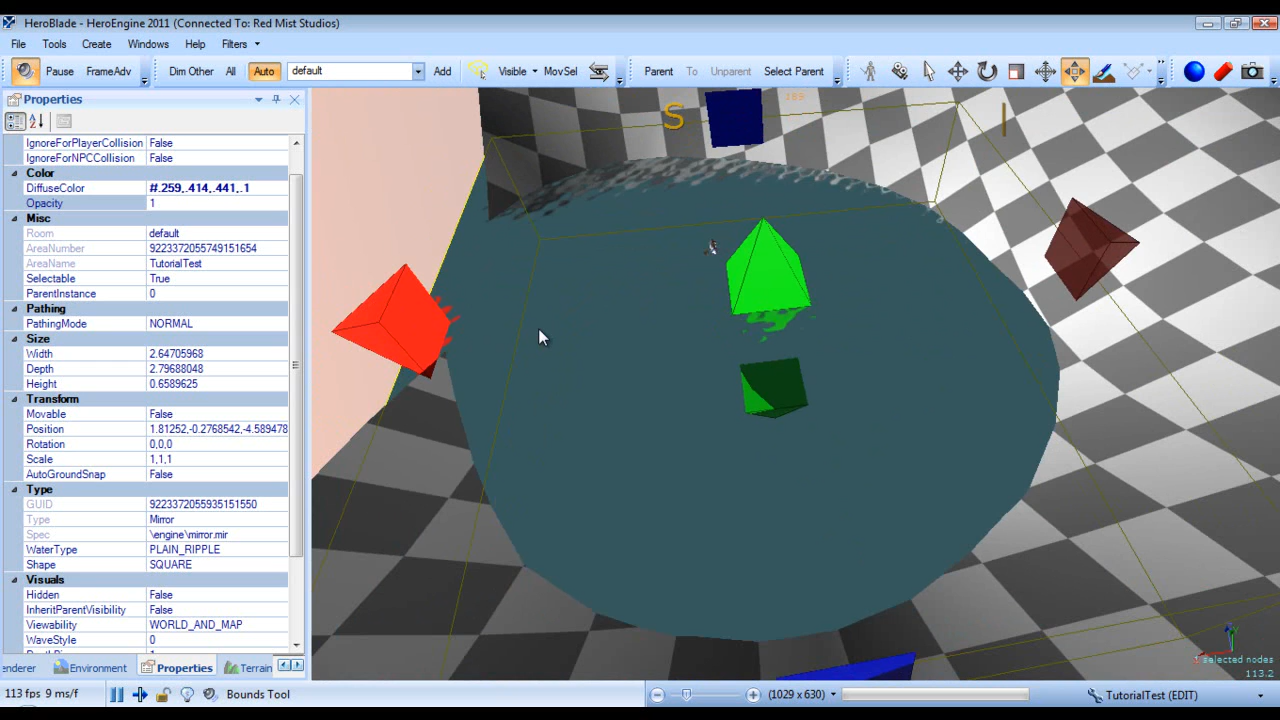 HeroBlade - HeroEngine 2011 (Connected To: Red Mist Studios)
File Tools Create Windows Help Filters
Pause FrameAdv Dim Other All Auto default Add Visible MovSel Parent To Unparent Select Parent
Properties
IgnoreForPlayerCollision False
IgnoreForNPCCollision False
Color
DiffuseColor #.259,.414,.441,.1
Opacity 1
Misc
Room default
AreaNumber 9223372055749151654
AreaName TutorialTest
Selectable True
ParentInstance 0
Pathing
PathingMode NORMAL
Size
Width 2.64705968
Depth 2.79688048
Height 0.6589625
Transform
Movable False
Position 1.81252,-0.2768542,-4.589478
Rotation 0,0,0
Scale 1,1,1
AutoGroundSnap False
Type
GUID 9223372055935151550
Type Mirror
Spec \engine\mirror.mir
WaterType PLAIN_RIPPLE
Shape SQUARE
Visuals
Hidden False
InheritParentVisibility False
Viewability WORLD_AND_MAP
WaveStyle 0
S 189 |
enderer Environment Properties Terrain
1 selected nodes
113.2
113 fps 9 ms/f Bounds Tool (1029 x 630) TutorialTest (EDIT)